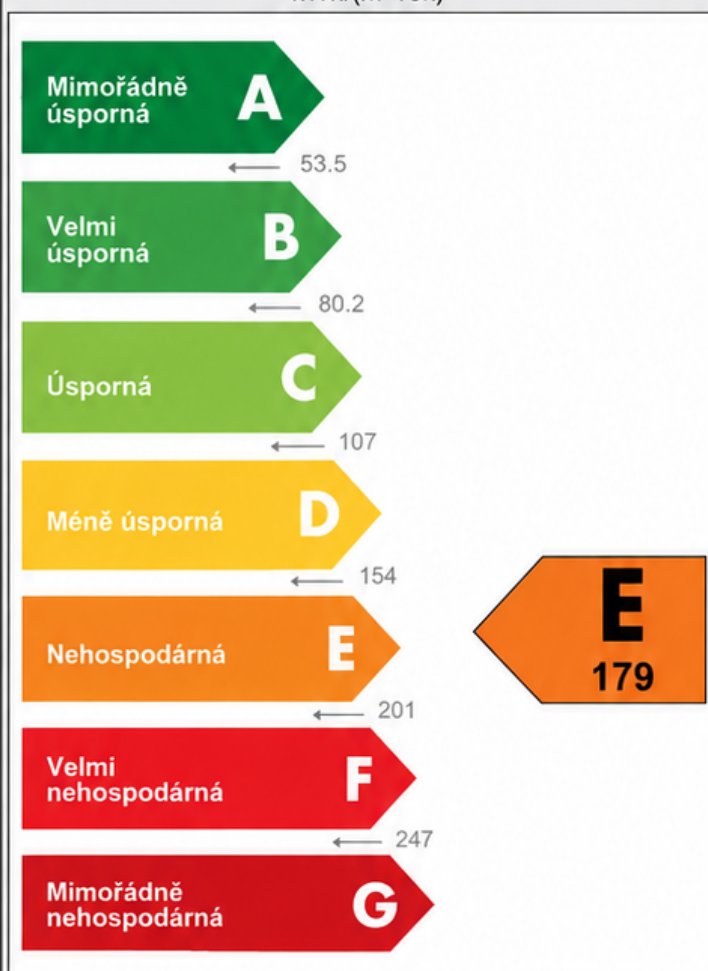 Mimořádně
úsporná
A
53.5
Velmi
úsporná
B
80.2
Úsporná
C
107
Méně úsporná
D
154
Nehospodárná
E
201
E
179
Velmi
nehospodárná
F
247
Mimořádně
nehospodárná
G